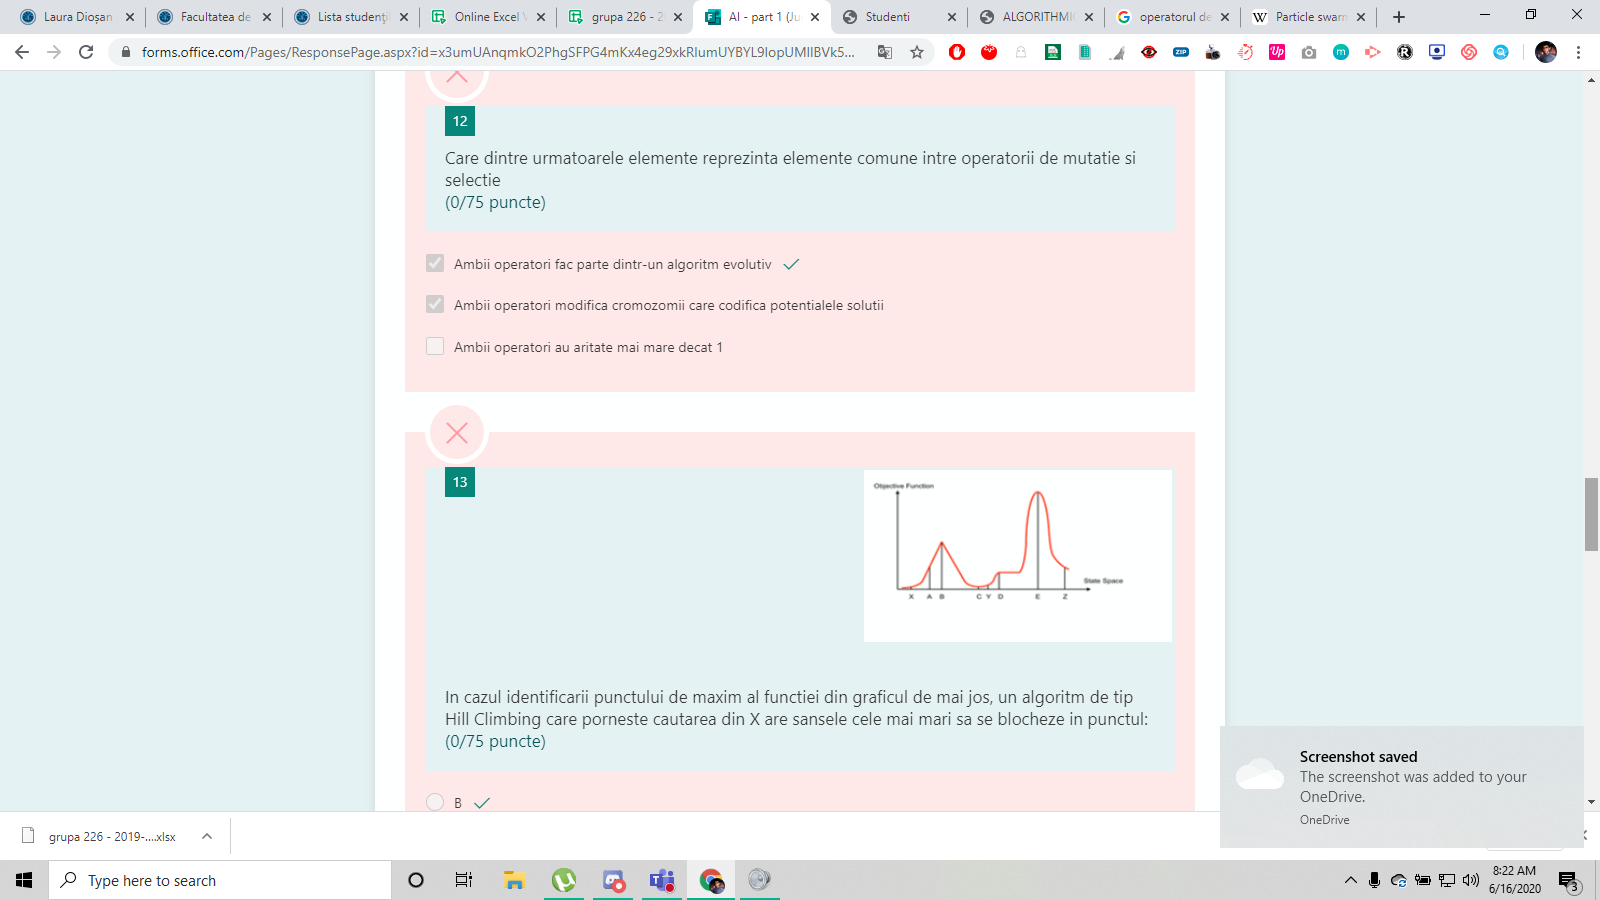 Laura Dioșan
Facultatea de
Lista studenți
Online Excel V
grupa 226 - 2
AI - part 1 (Ju
Studenti
ALGORITHMI
operatorul de
Particle swarm
forms.office.com/Pages/ResponsePage.aspx?id=x3umUAnqmkO2PhgSFPG4mKx4eg29xkRIumUYBYL9IopUMllBVk5...
12
Care dintre urmatoarele elemente reprezinta elemente comune intre operatorii de mutatie si
selectie
(0/75 puncte)
Ambii operatori fac parte dintr-un algoritm evolutiv
Ambii operatori modifica cromozomii care codifica potentialele solutii
Ambii operatori au aritate mai mare decat 1
13
Objective Function
State Space
X A B C Y D E Z
In cazul identificarii punctului de maxim al functiei din graficul de mai jos, un algoritm de tip
Hill Climbing care porneste cautarea din X are sansele cele mai mari sa se blocheze in punctul:
(0/75 puncte)
B
Screenshot saved
The screenshot was added to your
OneDrive.
OneDrive
grupa 226 - 2019-....xlsx
Type here to search
8:22 AM
6/16/2020
3